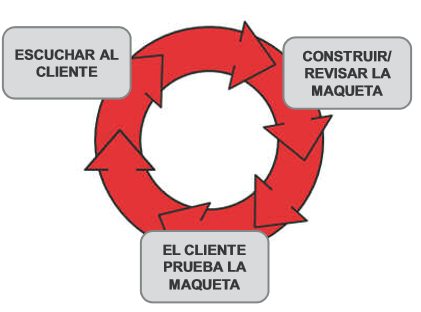 ESCUCHAR AL
CLIENTE
CONSTRUIR/
REVISAR LA
MAQUETA
EL CLIENTE
PRUEBA LA
MAQUETA